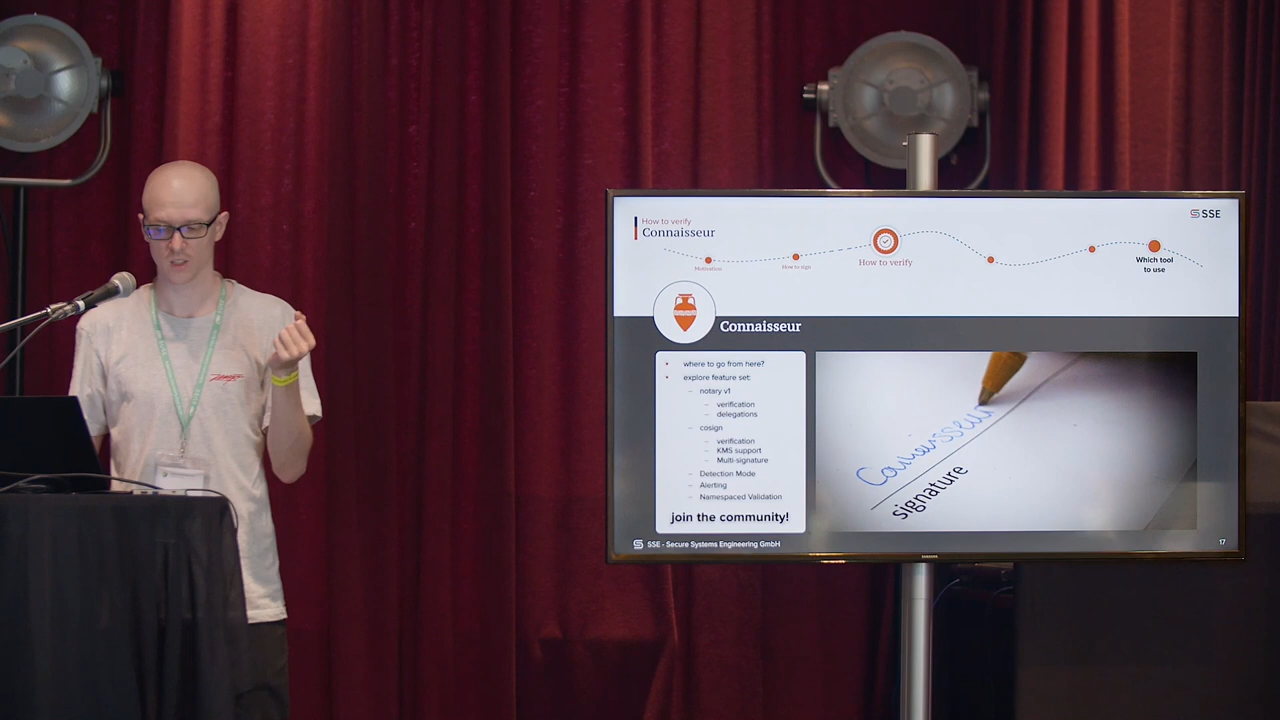 How to verify
Connaisseur
SSE
Motivation
How to sign
How to verify
Which tool
to use
Connaisseur
where to go from here?
explore feature set:
notary v1
verification
delegations
cosign
verification
KMS support
Multi-signature
Detection Mode
Alerting
Namespaced Validation
join the community!
Connaisseur
signature
SSE - Secure Systems Engineering GmbH
17
SAMSUNG